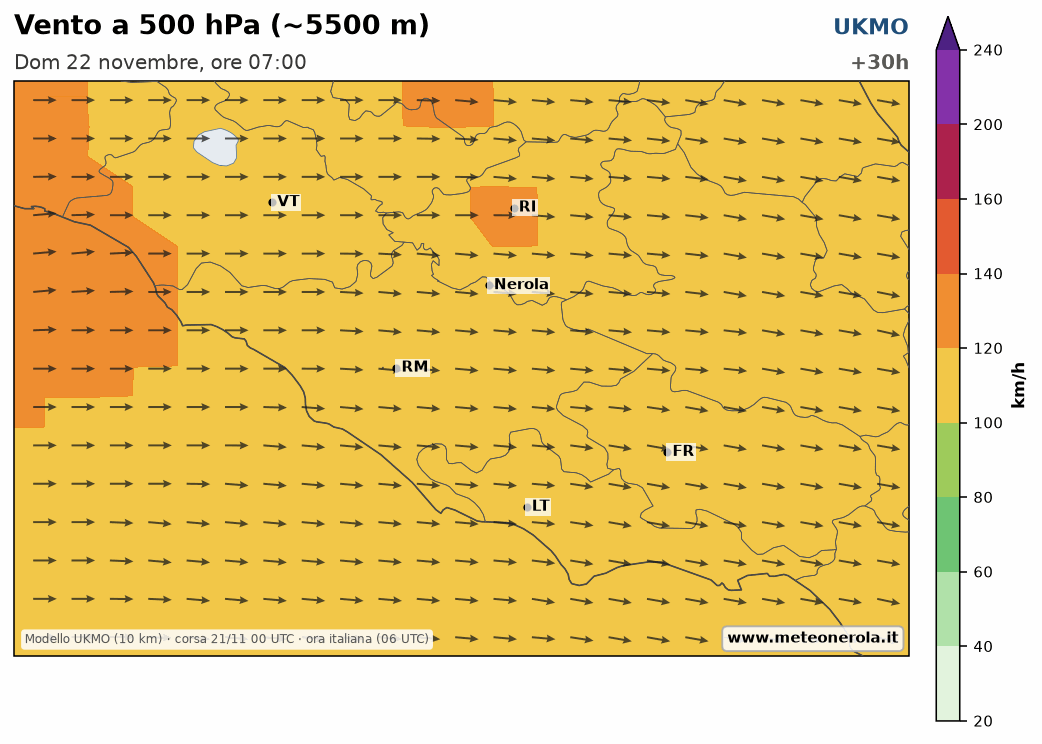 Vento a 500 hPa (~5500 m)
UKMO
Dom 22 novembre, ore 07:00
+30h
240
200
160
140
120
100
80
60
40
20
km/h
VT
RI
Nerola
RM
FR
LT
Modello UKMO (10 km) · corsa 21/11 00 UTC · ora italiana (06 UTC)
www.meteonerola.it